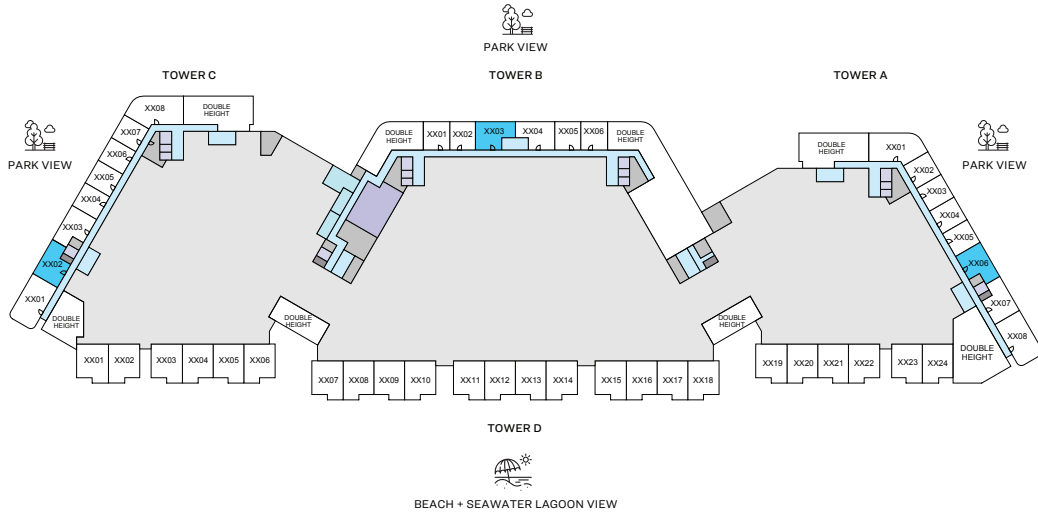 PARK VIEW
TOWER C
TOWER B
TOWER A
PARK VIEW
PARK VIEW
XX08
DOUBLE
HEIGHT
XX07
XX06
XX05
XX04
XX03
XX02
XX01
DOUBLE
HEIGHT
DOUBLE
HEIGHT
XX01
XX02
XX03
XX04
XX05
XX06
DOUBLE
HEIGHT
DOUBLE
HEIGHT
XX01
XX02
XX03
XX04
XX05
XX06
XX07
XX08
DOUBLE
HEIGHT
DOUBLE
HEIGHT
DOUBLE
HEIGHT
XX01
XX02
XX03
XX04
XX05
XX06
XX07
XX08
XX09
XX10
XX11
XX12
XX13
XX14
XX15
XX16
XX17
XX18
XX19
XX20
XX21
XX22
XX23
XX24
TOWER D
BEACH + SEAWATER LAGOON VIEW